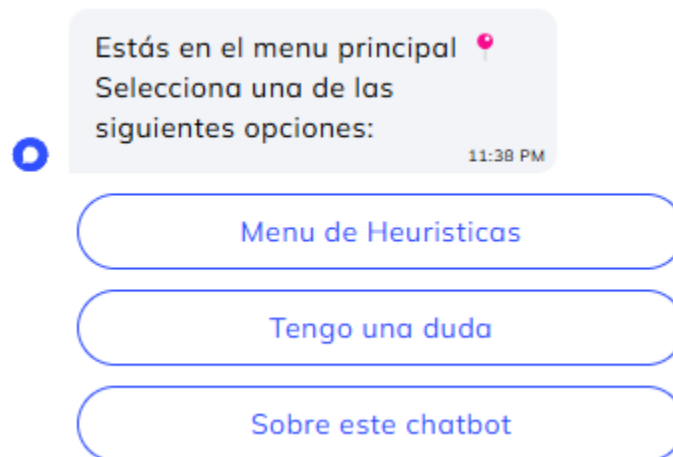 Estás en el menu principal 📍
Selecciona una de las
siguientes opciones:
11:38 PM
Menu de Heuristicas
Tengo una duda
Sobre este chatbot